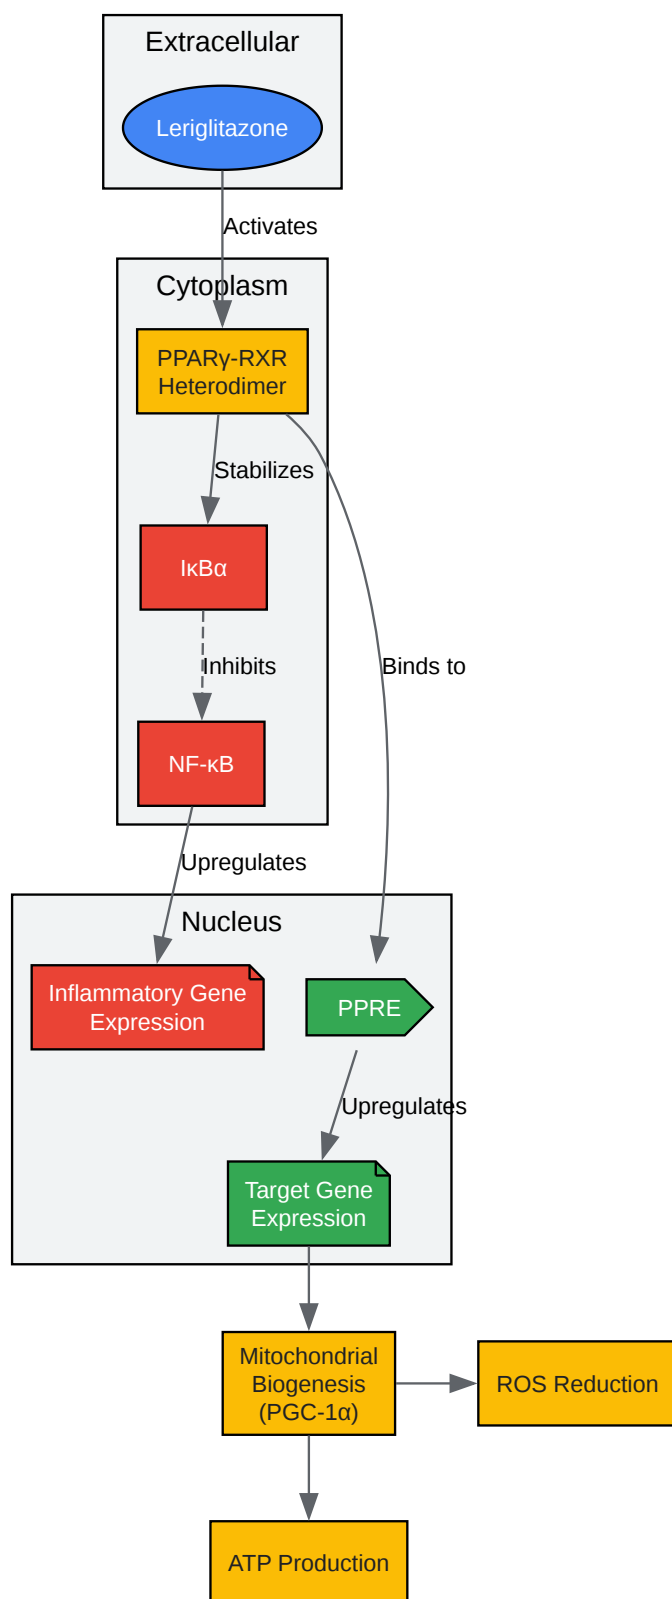 Extracellular
Leriglitazone
Activates
Cytoplasm
PPARγ-RXR
Heterodimer
Stabilizes
IκBα
Inhibits
Binds to
NF-κB
Upregulates
Nucleus
Inflammatory Gene
Expression
PPRE
Upregulates
Target Gene
Expression
Mitochondrial
Biogenesis
(PGC-1α)
ROS Reduction
ATP Production